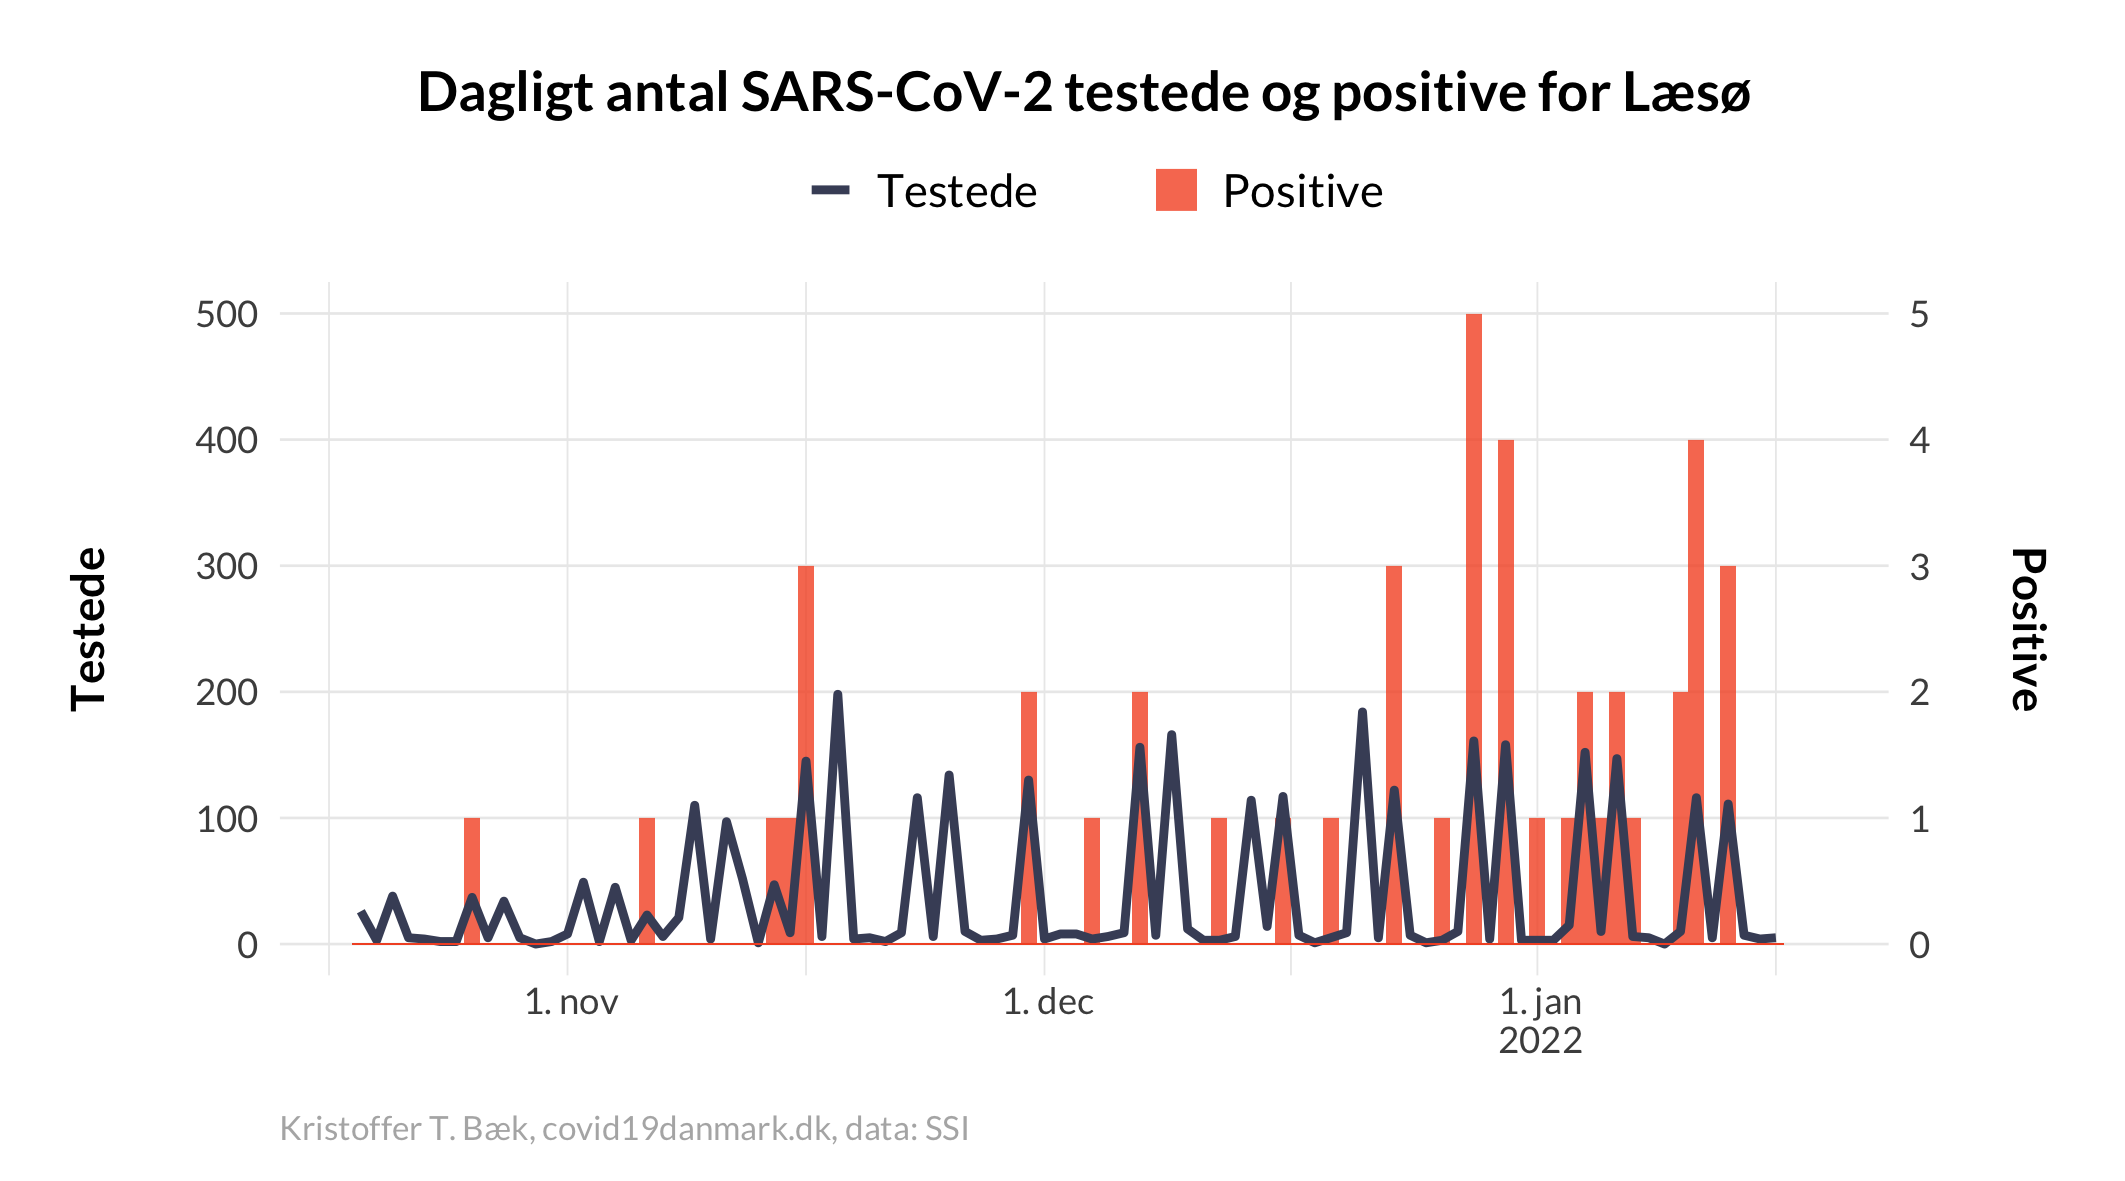 Dagligt antal SARS-CoV-2 testede og positive for Læsø
Testede
Positive
500
400
300
200
100
0
5
4
3
2
1
0
Testede
Positive
1. nov
1. dec
1. jan
2022
Kristoffer T. Bæk, covid19danmark.dk, data: SSI